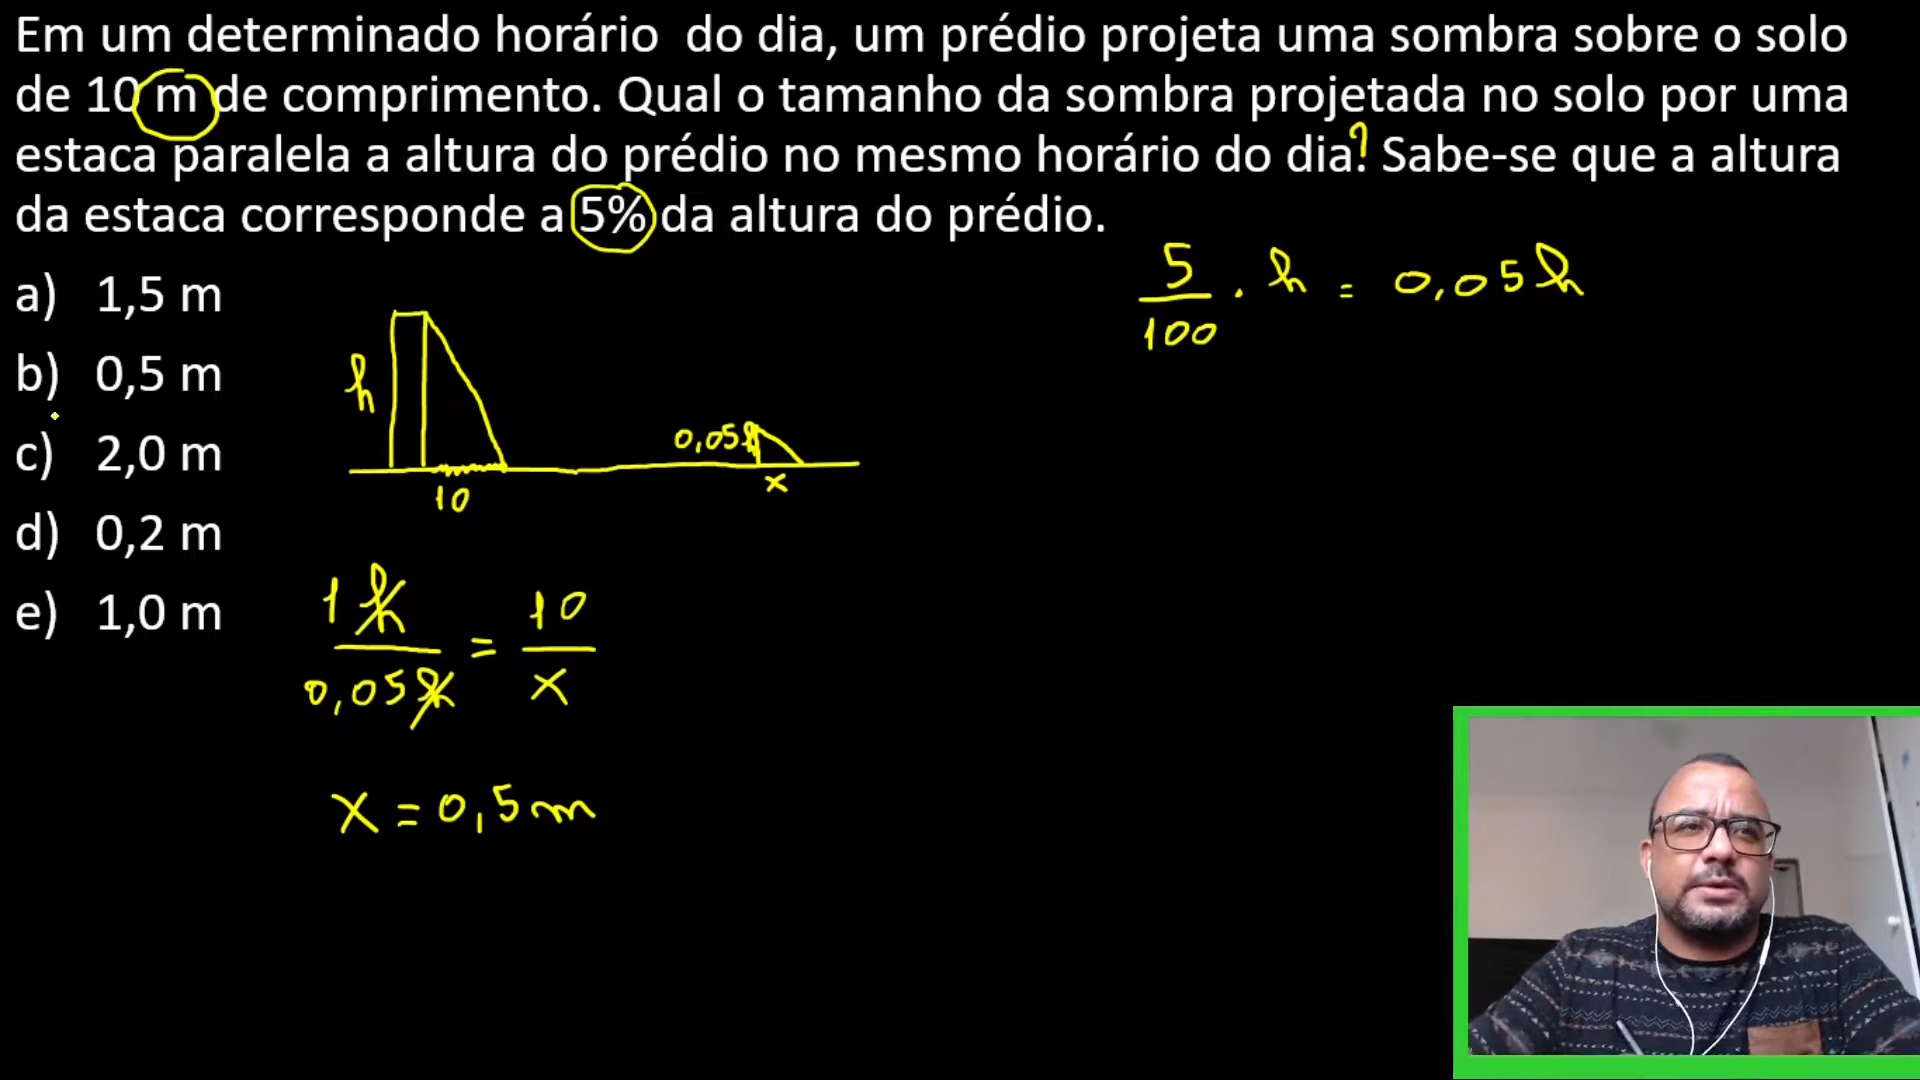 Em um determinado horário do dia, um prédio projeta uma sombra sobre o solo
de 10 m de comprimento. Qual o tamanho da sombra projetada no solo por uma
estaca paralela a altura do prédio no mesmo horário do dia? Sabe-se que a altura
da estaca corresponde a 5% da altura do prédio.
5/100 · h = 0,05h
a) 1,5 m
b) 0,5 m
c) 2,0 m
d) 0,2 m
e) 1,0 m
h
0,05h
10
x
1h/0,05h = 10/x
x = 0,5m